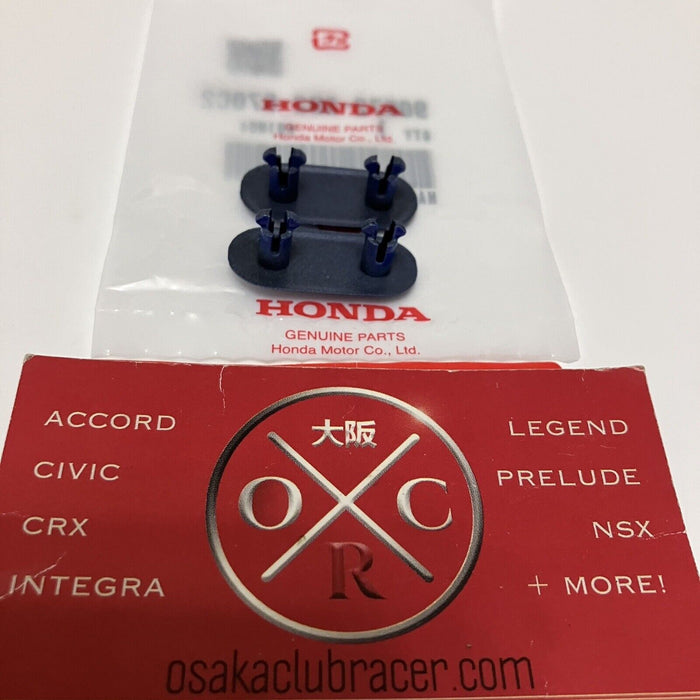 HONDA
GENUINE PARTS
Honda Motor Co., Ltd.
HONDA
GENUINE PARTS
Honda Motor Co., Ltd.
ACCORD
CIVIC
CRX
INTEGRA
大阪
O C
R
LEGEND
PRELUDE
NSX
+ MORE!
osakaclubracer.com